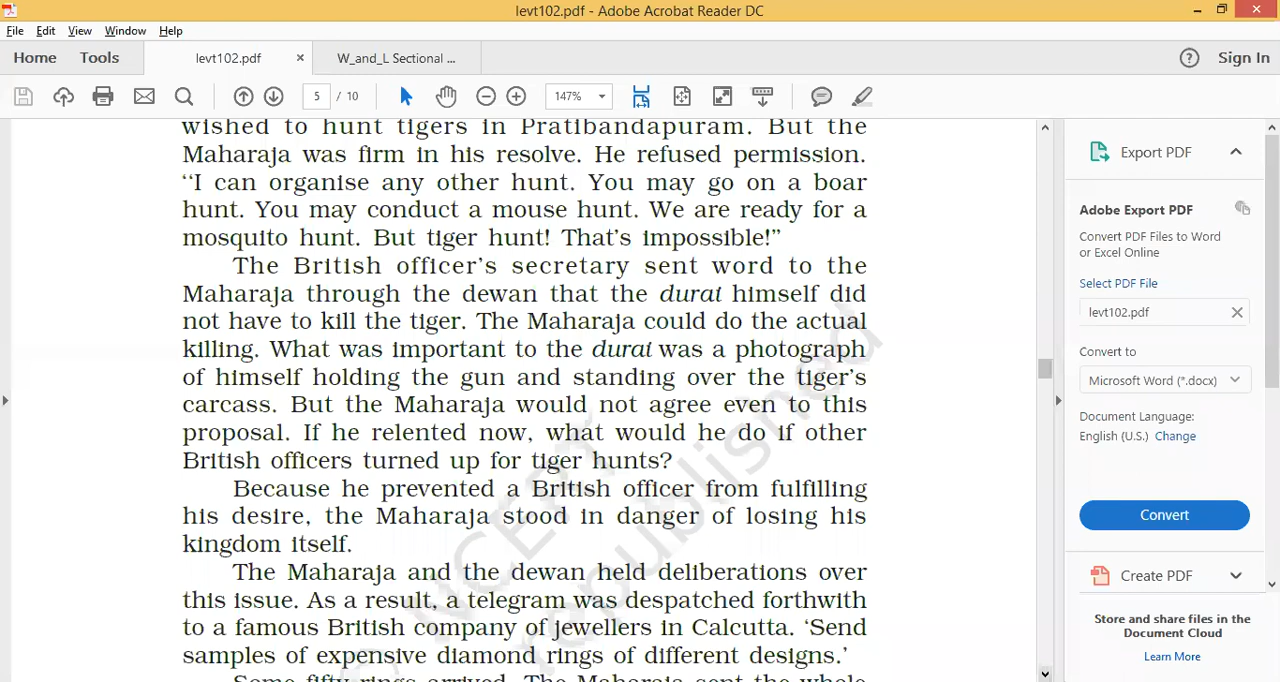 levt102.pdf - Adobe Acrobat Reader DC
File Edit View Window Help
Home Tools levt102.pdf × W_and_L Sectional ... ? Sign In
5 / 10 147%
wished to hunt tigers in Pratibandapuram. But the
Maharaja was firm in his resolve. He refused permission.
‘‘I can organise any other hunt. You may go on a boar
hunt. You may conduct a mouse hunt. We are ready for a
mosquito hunt. But tiger hunt! That’s impossible!”
The British officer’s secretary sent word to the
Maharaja through the dewan that the durai himself did
not have to kill the tiger. The Maharaja could do the actual
killing. What was important to the durai was a photograph
of himself holding the gun and standing over the tiger’s
carcass. But the Maharaja would not agree even to this
proposal. If he relented now, what would he do if other
British officers turned up for tiger hunts?
Because he prevented a British officer from fulfilling
his desire, the Maharaja stood in danger of losing his
kingdom itself.
The Maharaja and the dewan held deliberations over
this issue. As a result, a telegram was despatched forthwith
to a famous British company of jewellers in Calcutta. ‘Send
samples of expensive diamond rings of different designs.’
Some fifty rings arrived. The Maharaja sent the whole
NCERT
republished
Export PDF
Adobe Export PDF
Convert PDF Files to Word
or Excel Online
Select PDF File
levt102.pdf ×
Convert to
Microsoft Word (*.docx)
Document Language:
English (U.S.) Change
Convert
Create PDF
Store and share files in the
Document Cloud
Learn More